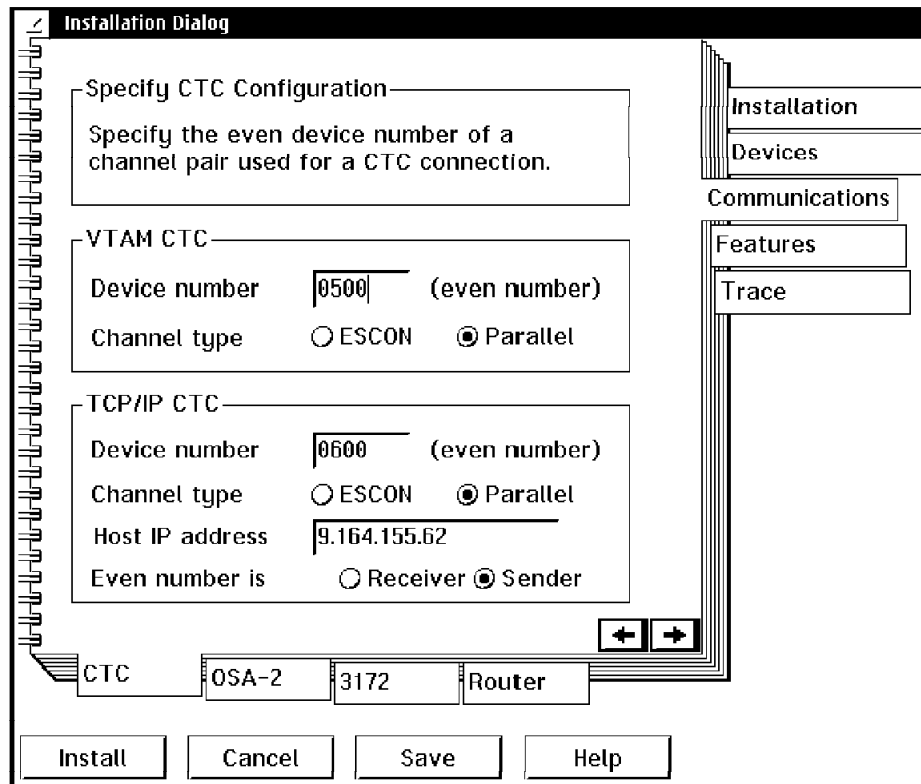 Installation Dialog
Specify CTC Configuration
Specify the even device number of a
channel pair used for a CTC connection.
VTAM CTC
Device number 0500 (even number)
Channel type ESCON Parallel
TCP/IP CTC
Device number 0600 (even number)
Channel type ESCON Parallel
Host IP address 9.164.155.62
Even number is Receiver Sender
Installation
Devices
Communications
Features
Trace
CTC OSA-2 3172 Router
Install Cancel Save Help